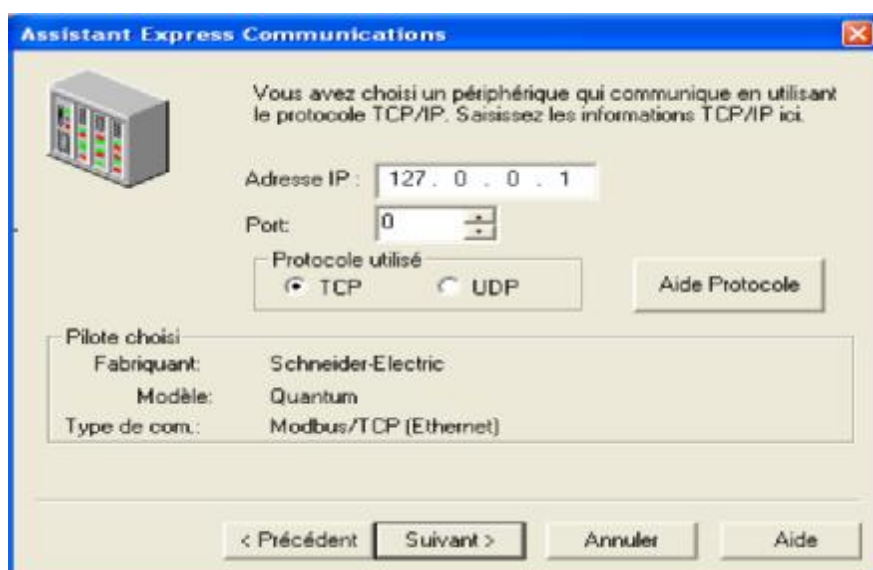 Assistant Express Communications
Vous avez choisi un périphérique qui communique en utilisant
le protocole TCP/IP. Saisissez les informations TCP/IP ici.
Adresse IP : 127 . 0 . 0 . 1
Port: 0
Protocole utilisé
TCP UDP
Aide Protocole
Pilote choisi
Fabriquant: Schneider-Electric
Modèle: Quantum
Type de com.: Modbus/TCP (Ethernet)
< Précédent Suivant > Annuler Aide